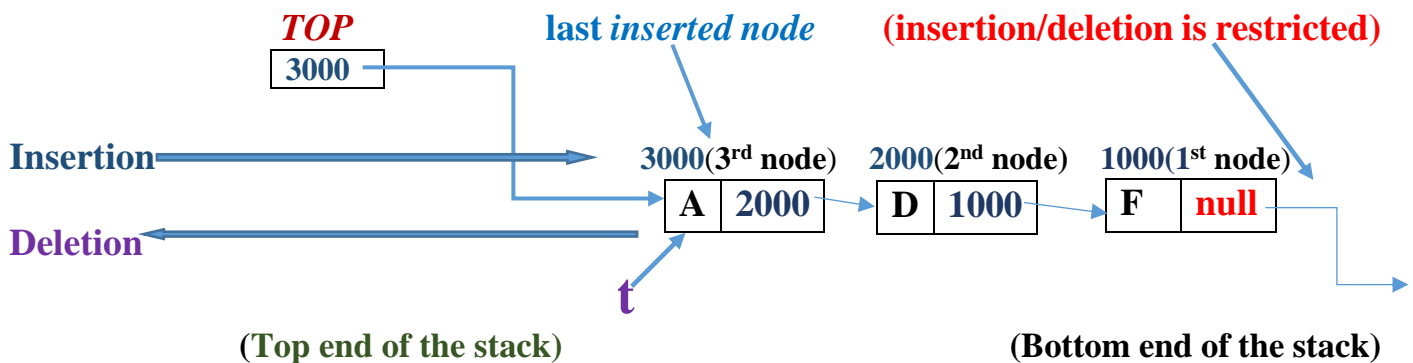 TOP last inserted node (insertion/deletion is restricted)
3000
Insertion 3000(3rd node) 2000(2nd node) 1000(1st node)
A 2000 D 1000 F null
Deletion
t
(Top end of the stack) (Bottom end of the stack)